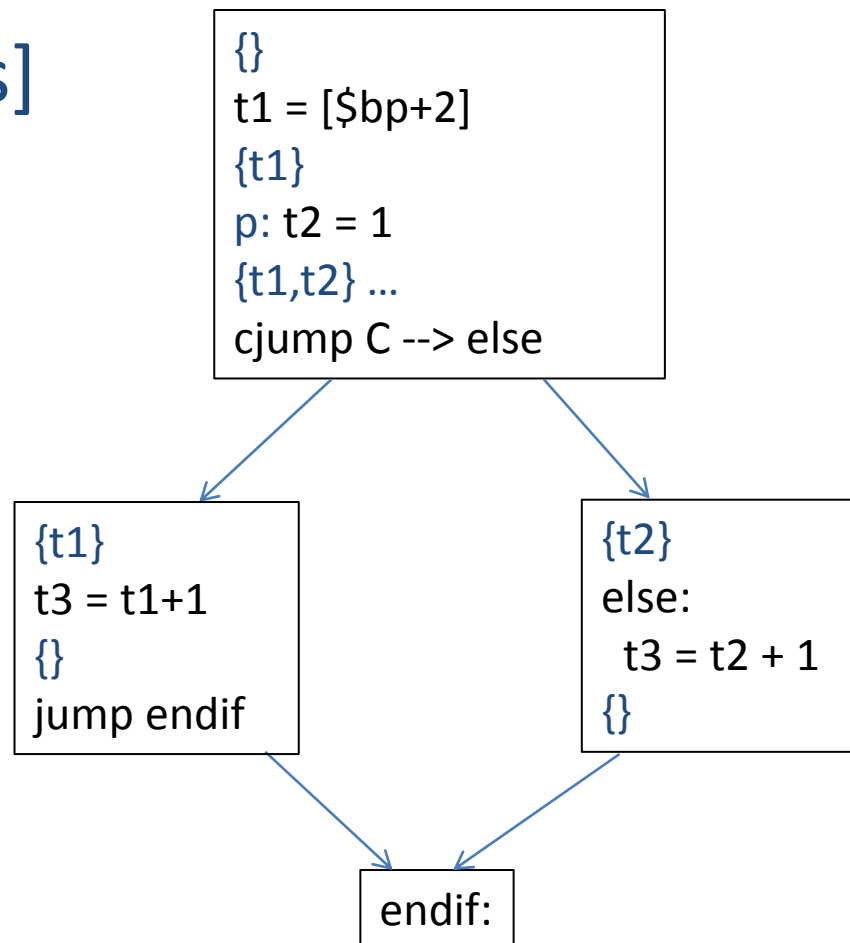 s]
{}
t1 = [$bp+2]
{t1}
p: t2 = 1
{t1,t2} ...
cjump C --> else
{t1}
t3 = t1+1
{}
jump endif
{t2}
else:
t3 = t2 + 1
{}
endif: